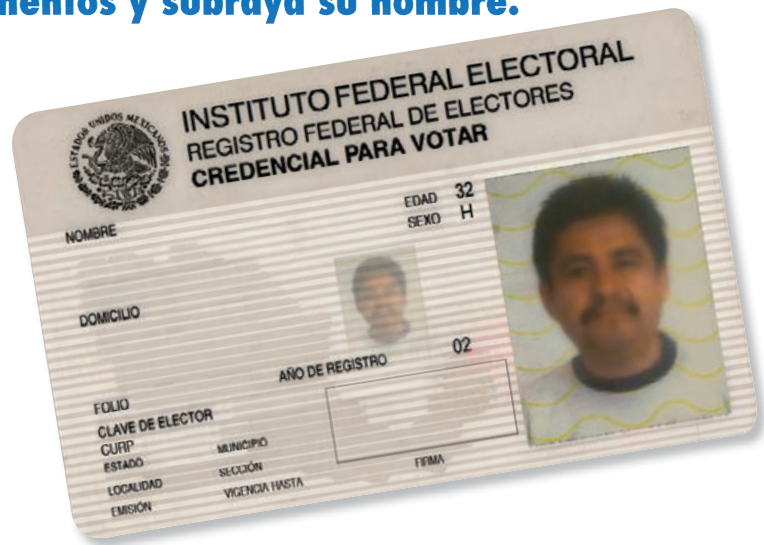 mentos y subraya su nombre.
ESTADOS UNIDOS MEXICANOS
INSTITUTO FEDERAL ELECTORAL
REGISTRO FEDERAL DE ELECTORES
CREDENCIAL PARA VOTAR
NOMBRE
EDAD 32
SEXO H
DOMICILIO
AÑO DE REGISTRO 02
FOLIO
CLAVE DE ELECTOR
CURP
ESTADO MUNICIPIO
LOCALIDAD SECCIÓN
EMISIÓN VIGENCIA HASTA FIRMA